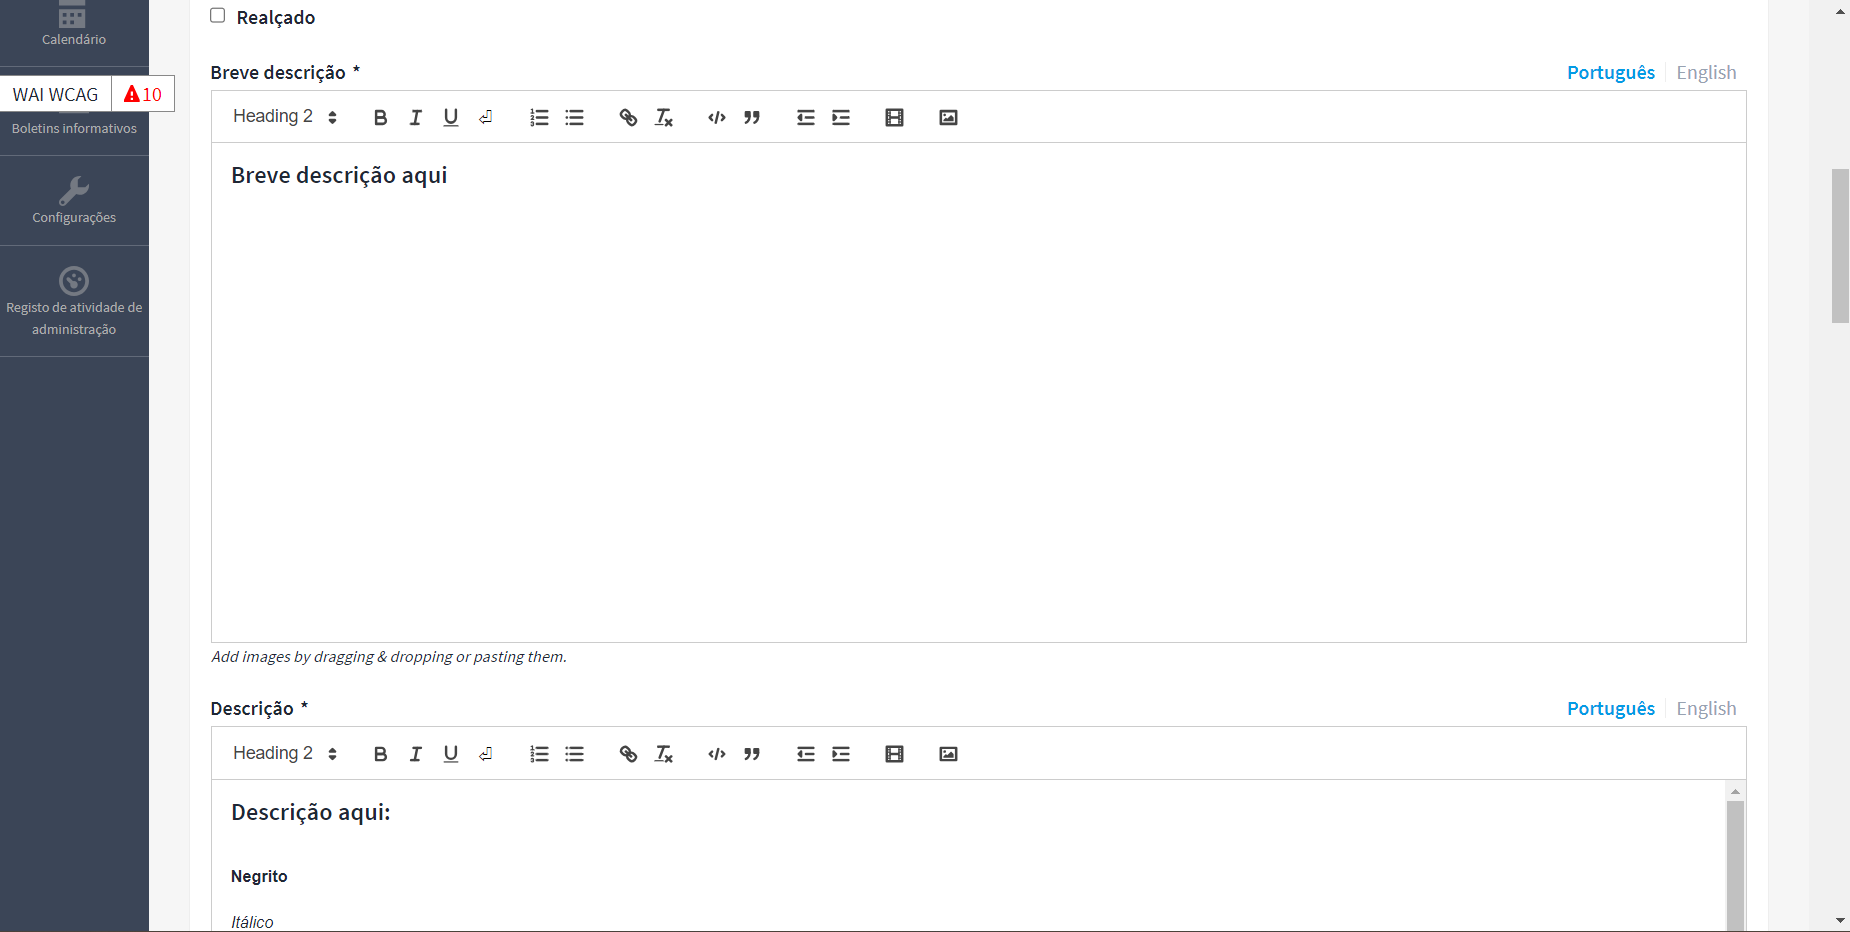 Calendário
WAI WCAG 10
Boletins informativos
Configurações
Registo de atividade de
administração
Realçado
Breve descrição *
Português English
Heading 2
Breve descrição aqui
Add images by dragging & dropping or pasting them.
Descrição *
Português English
Heading 2
Descrição aqui:
Negrito
Itálico